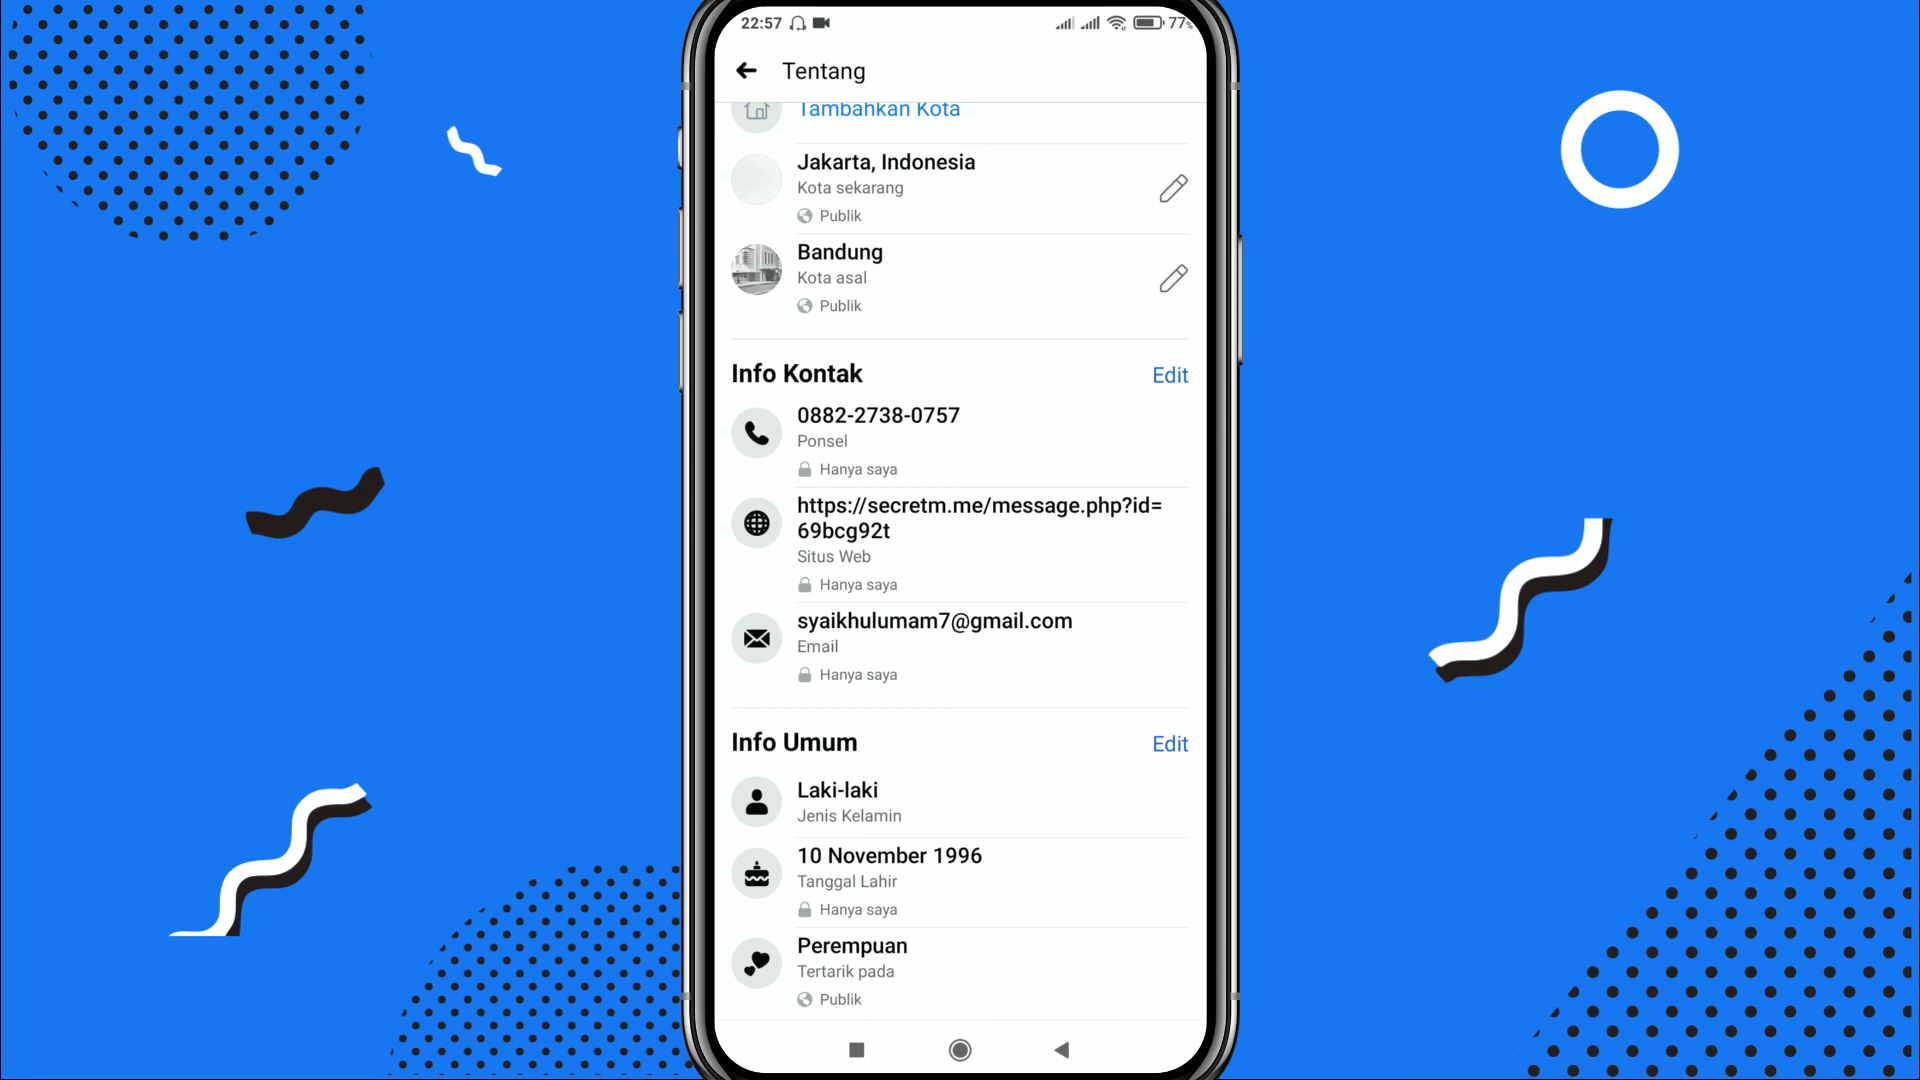 22:57 77%
Tentang
Tambahkan Kota
Jakarta, Indonesia
Kota sekarang
Publik
Bandung
Kota asal
Publik
Info Kontak Edit
0882-2738-0757
Ponsel
Hanya saya
https://secretm.me/message.php?id=
69bcg92t
Situs Web
Hanya saya
syaikhulumam7@gmail.com
Email
Hanya saya
Info Umum Edit
Laki-laki
Jenis Kelamin
10 November 1996
Tanggal Lahir
Hanya saya
Perempuan
Tertarik pada
Publik